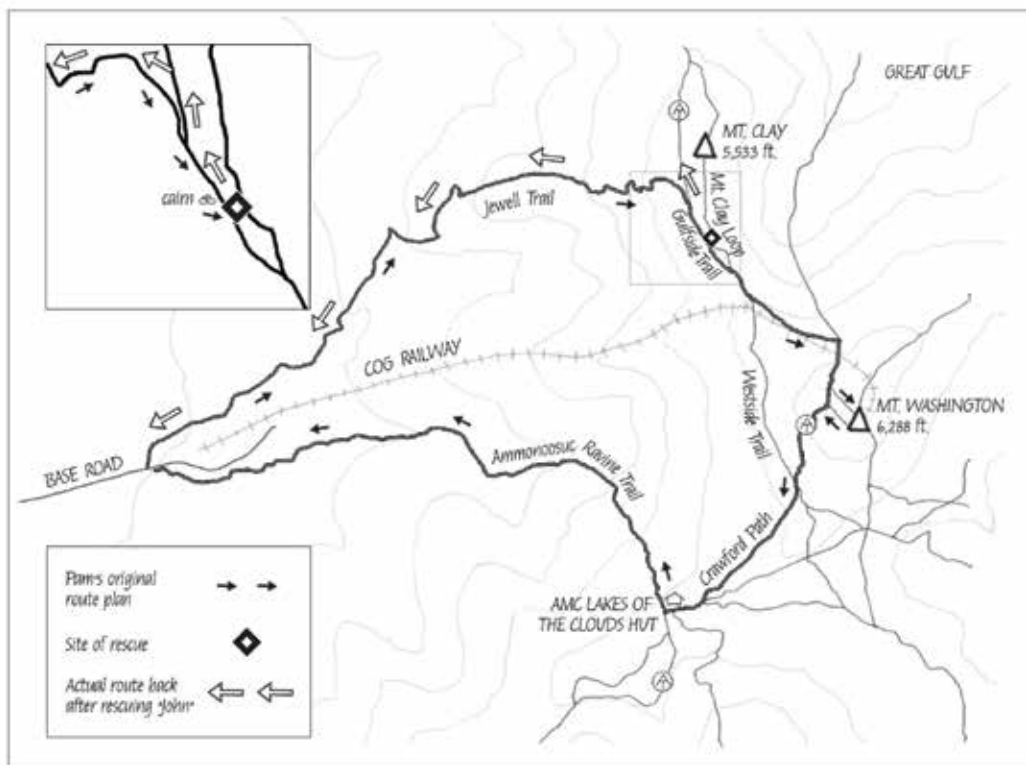 cairn
GREAT GULF
MT. CLAY
5,533 ft.
Mt. Clay Loop
Jewell Trail
Gulfside Trail
COG RAILWAY
Westside Trail
MT. WASHINGTON
6,288 ft.
BASE ROAD
Ammonoosuc Ravine Trail
Crawford Path
AMC LAKES OF
THE CLOUDS HUT
Pam's original
route plan
Site of rescue
Actual route back
after rescuing "John"